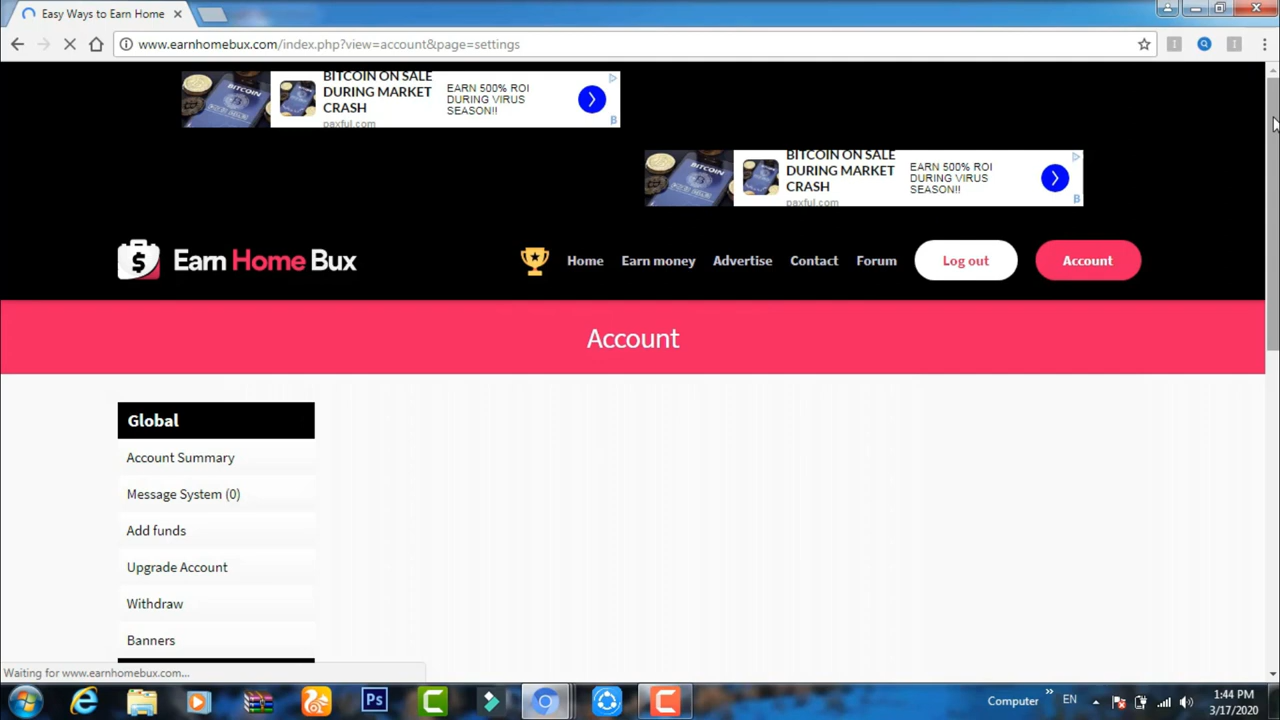 Easy Ways to Earn Home
www.earnhomebux.com/index.php?view=account&page=settings
BITCOIN ON SALE
DURING MARKET
CRASH
paxful.com
EARN 500% ROI
DURING VIRUS
SEASON!!
B
BITCOIN ON SALE
DURING MARKET
CRASH
paxful.com
EARN 500% ROI
DURING VIRUS
SEASON!!
B
Earn Home Bux
Home
Earn money
Advertise
Contact
Forum
Log out
Account
Account
Global
Account Summary
Message System (0)
Add funds
Upgrade Account
Withdraw
Banners
Waiting for www.earnhomebux.com...
Ps
Computer
EN
1:44 PM
3/17/2020